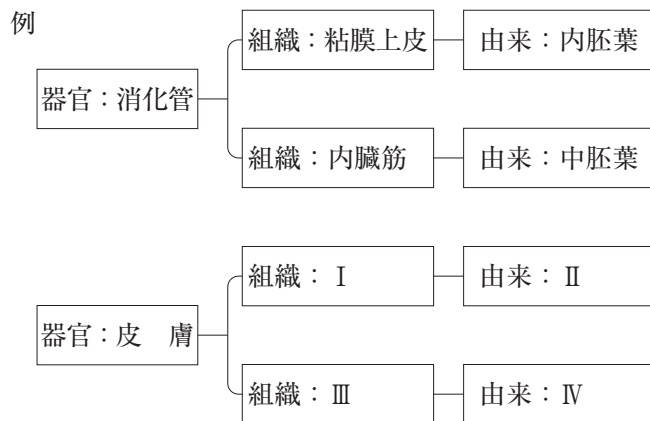 例
組織：粘膜上皮 由来：内胚葉
器官：消化管
組織：内臓筋 由来：中胚葉
組織：Ⅰ 由来：Ⅱ
器官：皮　膚
組織：Ⅲ 由来：Ⅳ